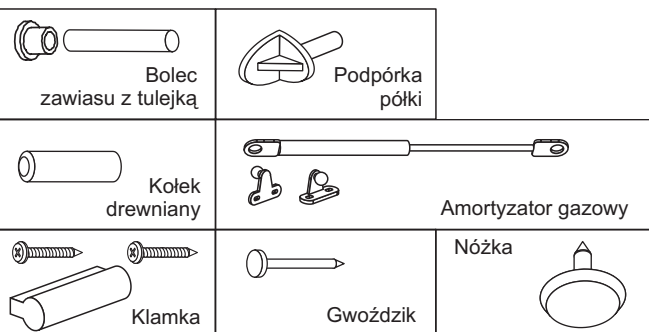 Bolec
zawiasu z tulejką
Podpórka
półki
Kołek
drewniany
Amortyzator gazowy
Klamka
Gwoździk
Nóżka